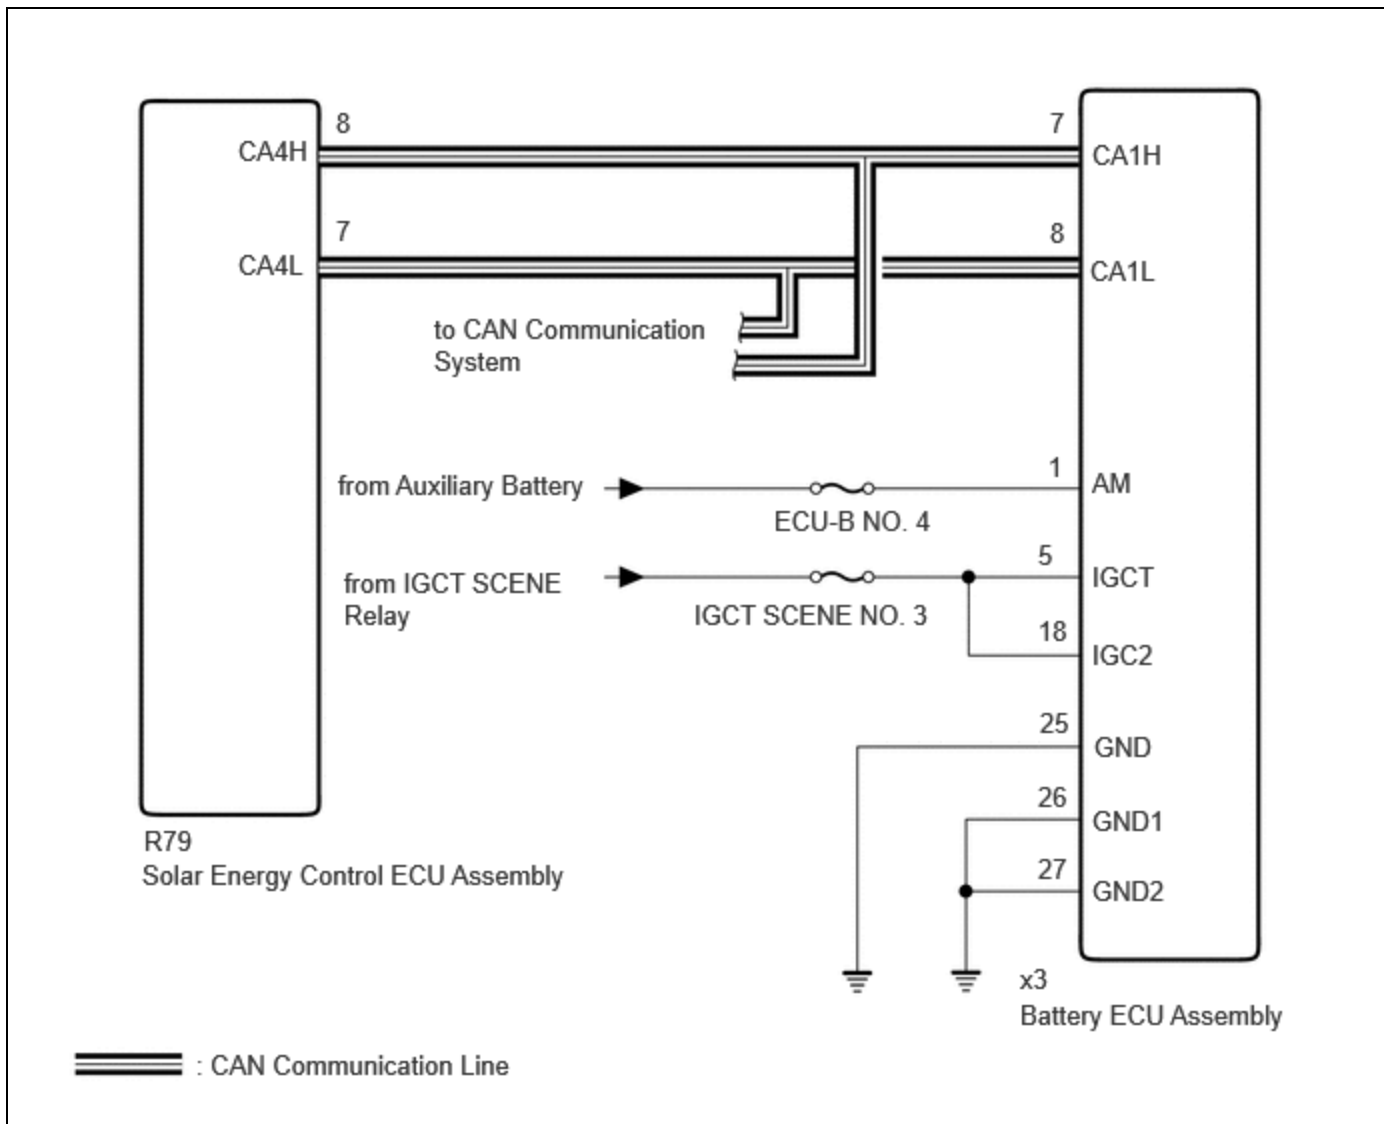 8
7
CA4H
CA1H
7
8
CA4L
CA1L
to CAN Communication
System
1
from Auxiliary Battery
AM
ECU-B NO. 4
5
from IGCT SCENE
Relay
IGCT
IGCT SCENE NO. 3
18
IGC2
25
GND
26
GND1
27
GND2
R79
Solar Energy Control ECU Assembly
x3
Battery ECU Assembly
: CAN Communication Line